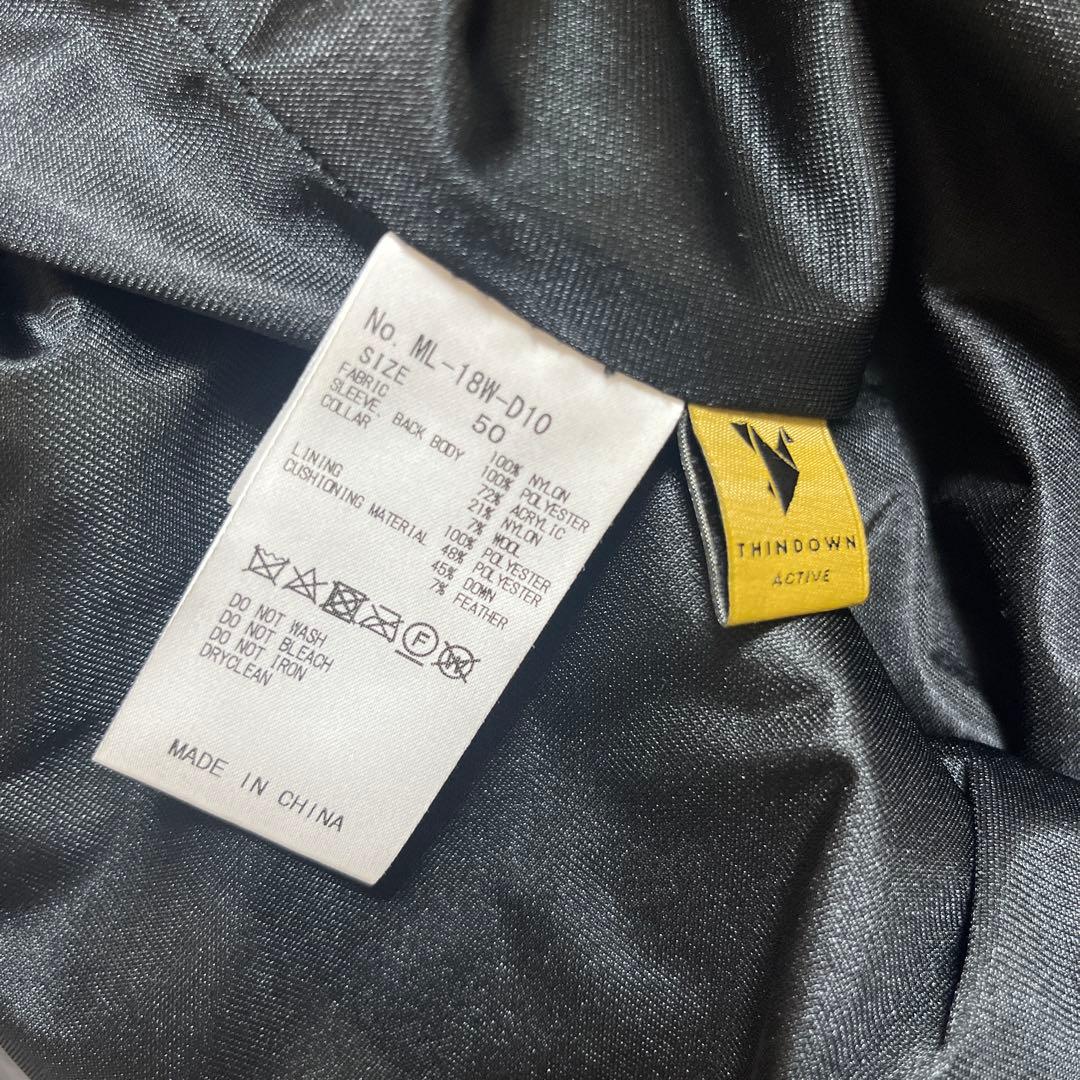 No. ML-18W-D10
SIZE 50
FABRIC 100% NYLON
SLEEVE, BACK BODY 100% POLYESTER
COLLAR 72% ACRYLIC
21% NYLON
7% WOOL
LINING 100% POLYESTER
CUSHIONING MATERIAL 48% POLYESTER
45% DOWN
7% FEATHER
F
DO NOT WASH
DO NOT BLEACH
DO NOT IRON
DRYCLEAN
MADE IN CHINA
THINDOWN
ACTIVE